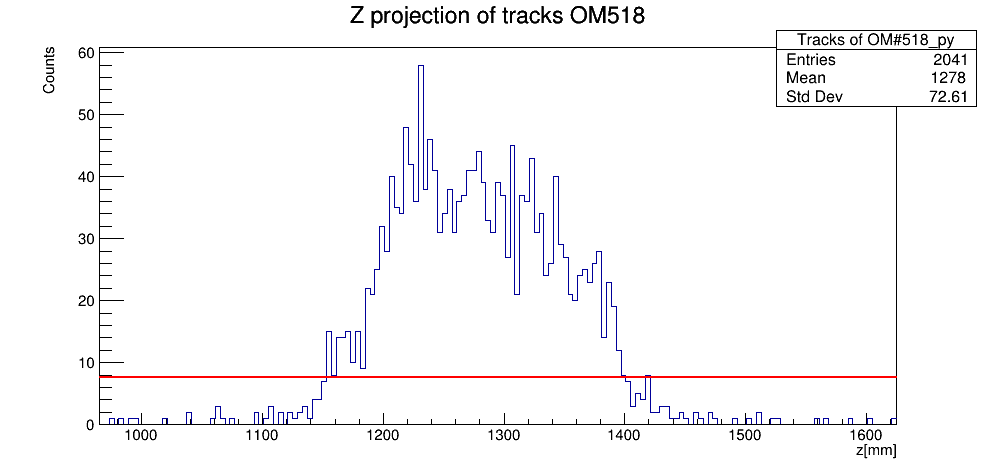 Z projection of tracks OM518
Tracks of OM#518_py
Entries 2041
Mean 1278
Std Dev 72.61
Counts
60
50
40
30
20
10
0
1000 1100 1200 1300 1400 1500 1600
z[mm]